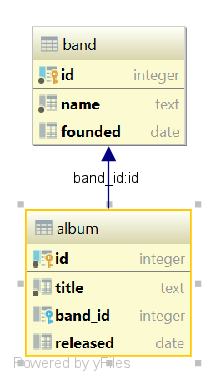 band
id integer
name text
founded date
band_id:id
album
id integer
title text
band_id integer
released date
Powered by yFiles